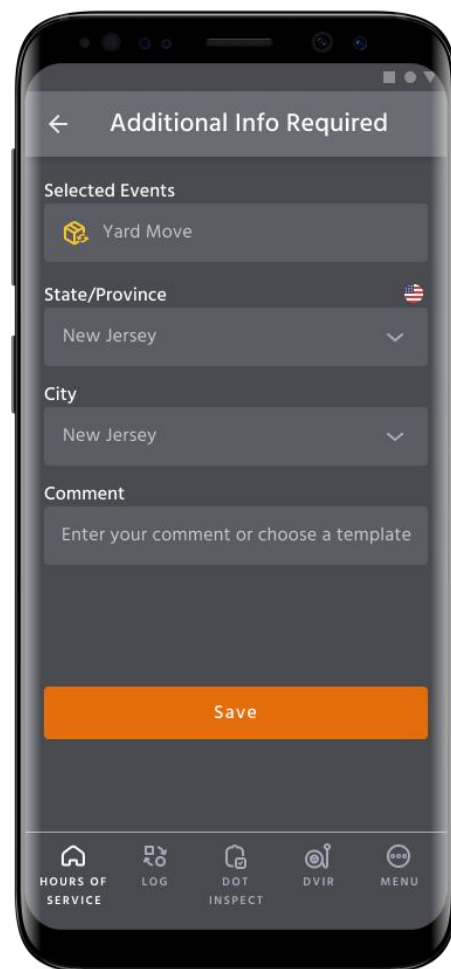 Additional Info Required
Selected Events
Yard Move
State/Province
New Jersey
City
New Jersey
Comment
Enter your comment or choose a template
Save
HOURS OF
SERVICE
LOG
DOT
INSPECT
DVIR
MENU